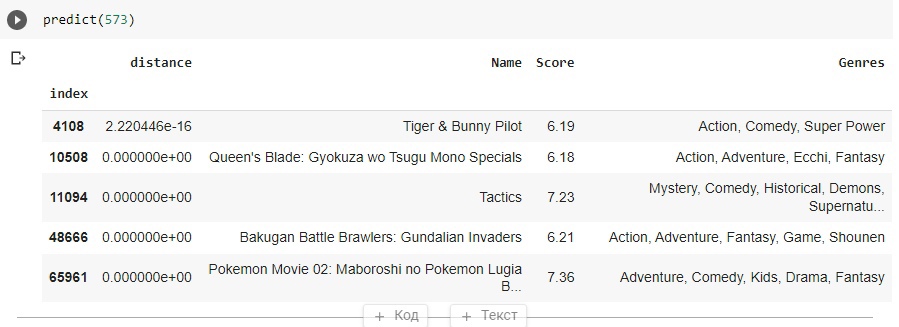 predict(573)
distance Name Score Genres
index
4108 2.220446e-16 Tiger & Bunny Pilot 6.19 Action, Comedy, Super Power
10508 0.000000e+00 Queen's Blade: Gyokuza wo Tsugu Mono Specials 6.18 Action, Adventure, Ecchi, Fantasy
11094 0.000000e+00 Tactics 7.23 Mystery, Comedy, Historical, Demons,
Supernatu...
48666 0.000000e+00 Bakugan Battle Brawlers: Gundalian Invaders 6.21 Action, Adventure, Fantasy, Game, Shounen
65961 0.000000e+00 Pokemon Movie 02: Maboroshi no Pokemon Lugia
B... 7.36 Adventure, Comedy, Kids, Drama, Fantasy
+ Код + Текст